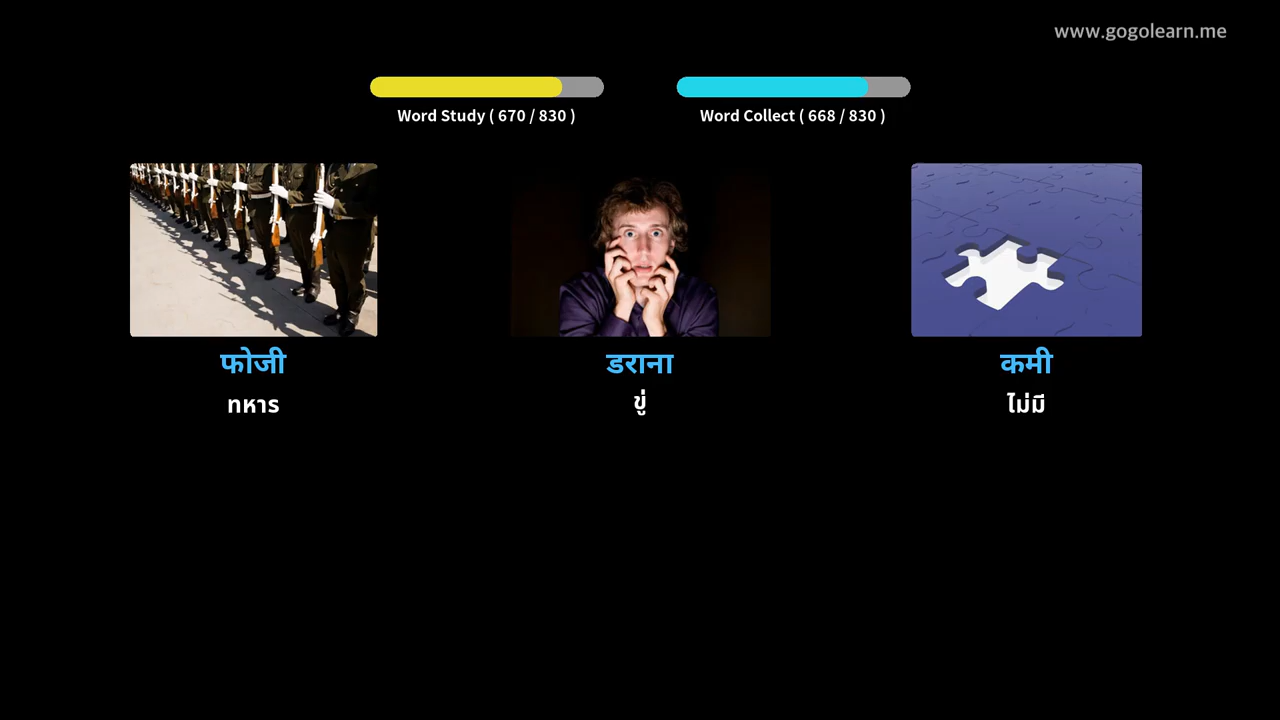 www.gogolearn.me
Word Study ( 670 / 830 )
Word Collect ( 668 / 830 )
फोजी
डराना
कमी
ทหาร
ขู่
ไม่มี